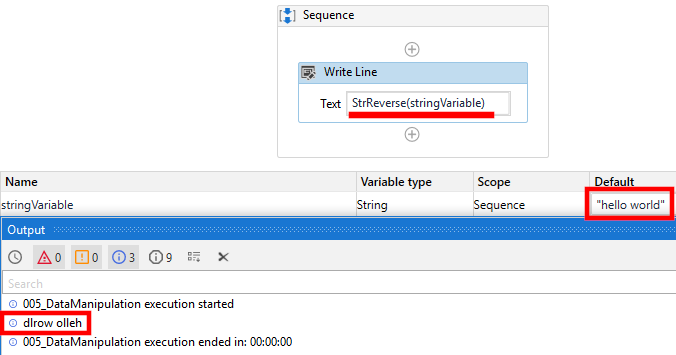 Sequence
Write Line
Text StrReverse(stringVariable)
Name Variable type Scope Default
stringVariable String Sequence "hello world"
Output
0 0 3 9
Search
005_DataManipulation execution started
dlrow olleh
005_DataManipulation execution ended in: 00:00:00